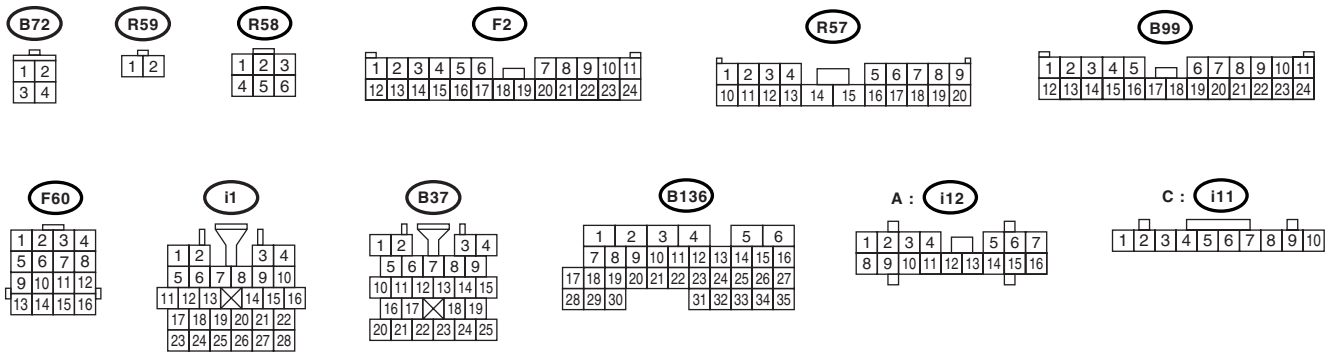 B72
1 2
3 4
R59
1 2
R58
1 2 3
4 5 6
F2
1 2 3 4 5 6 7 8 9 10 11
12 13 14 15 16 17 18 19 20 21 22 23 24
R57
1 2 3 4 5 6 7 8 9
10 11 12 13 14 15 16 17 18 19 20
B99
1 2 3 4 5 6 7 8 9 10 11
12 13 14 15 16 17 18 19 20 21 22 23 24
F60
1 2 3 4
5 6 7 8
9 10 11 12
13 14 15 16
i1
1 2 3 4
5 6 7 8 9 10
11 12 13 14 15 16
17 18 19 20 21 22
23 24 25 26 27 28
B37
1 2 3 4
5 6 7 8 9
10 11 12 13 14 15
16 17 18 19
20 21 22 23 24 25
B136
1 2 3 4 5 6
7 8 9 10 11 12 13 14 15 16
17 18 19 20 21 22 23 24 25 26 27
28 29 30 31 32 33 34 35
A : i12
1 2 3 4 5 6 7
8 9 10 11 12 13 14 15 16
C : i11
1 2 3 4 5 6 7 8 9 10